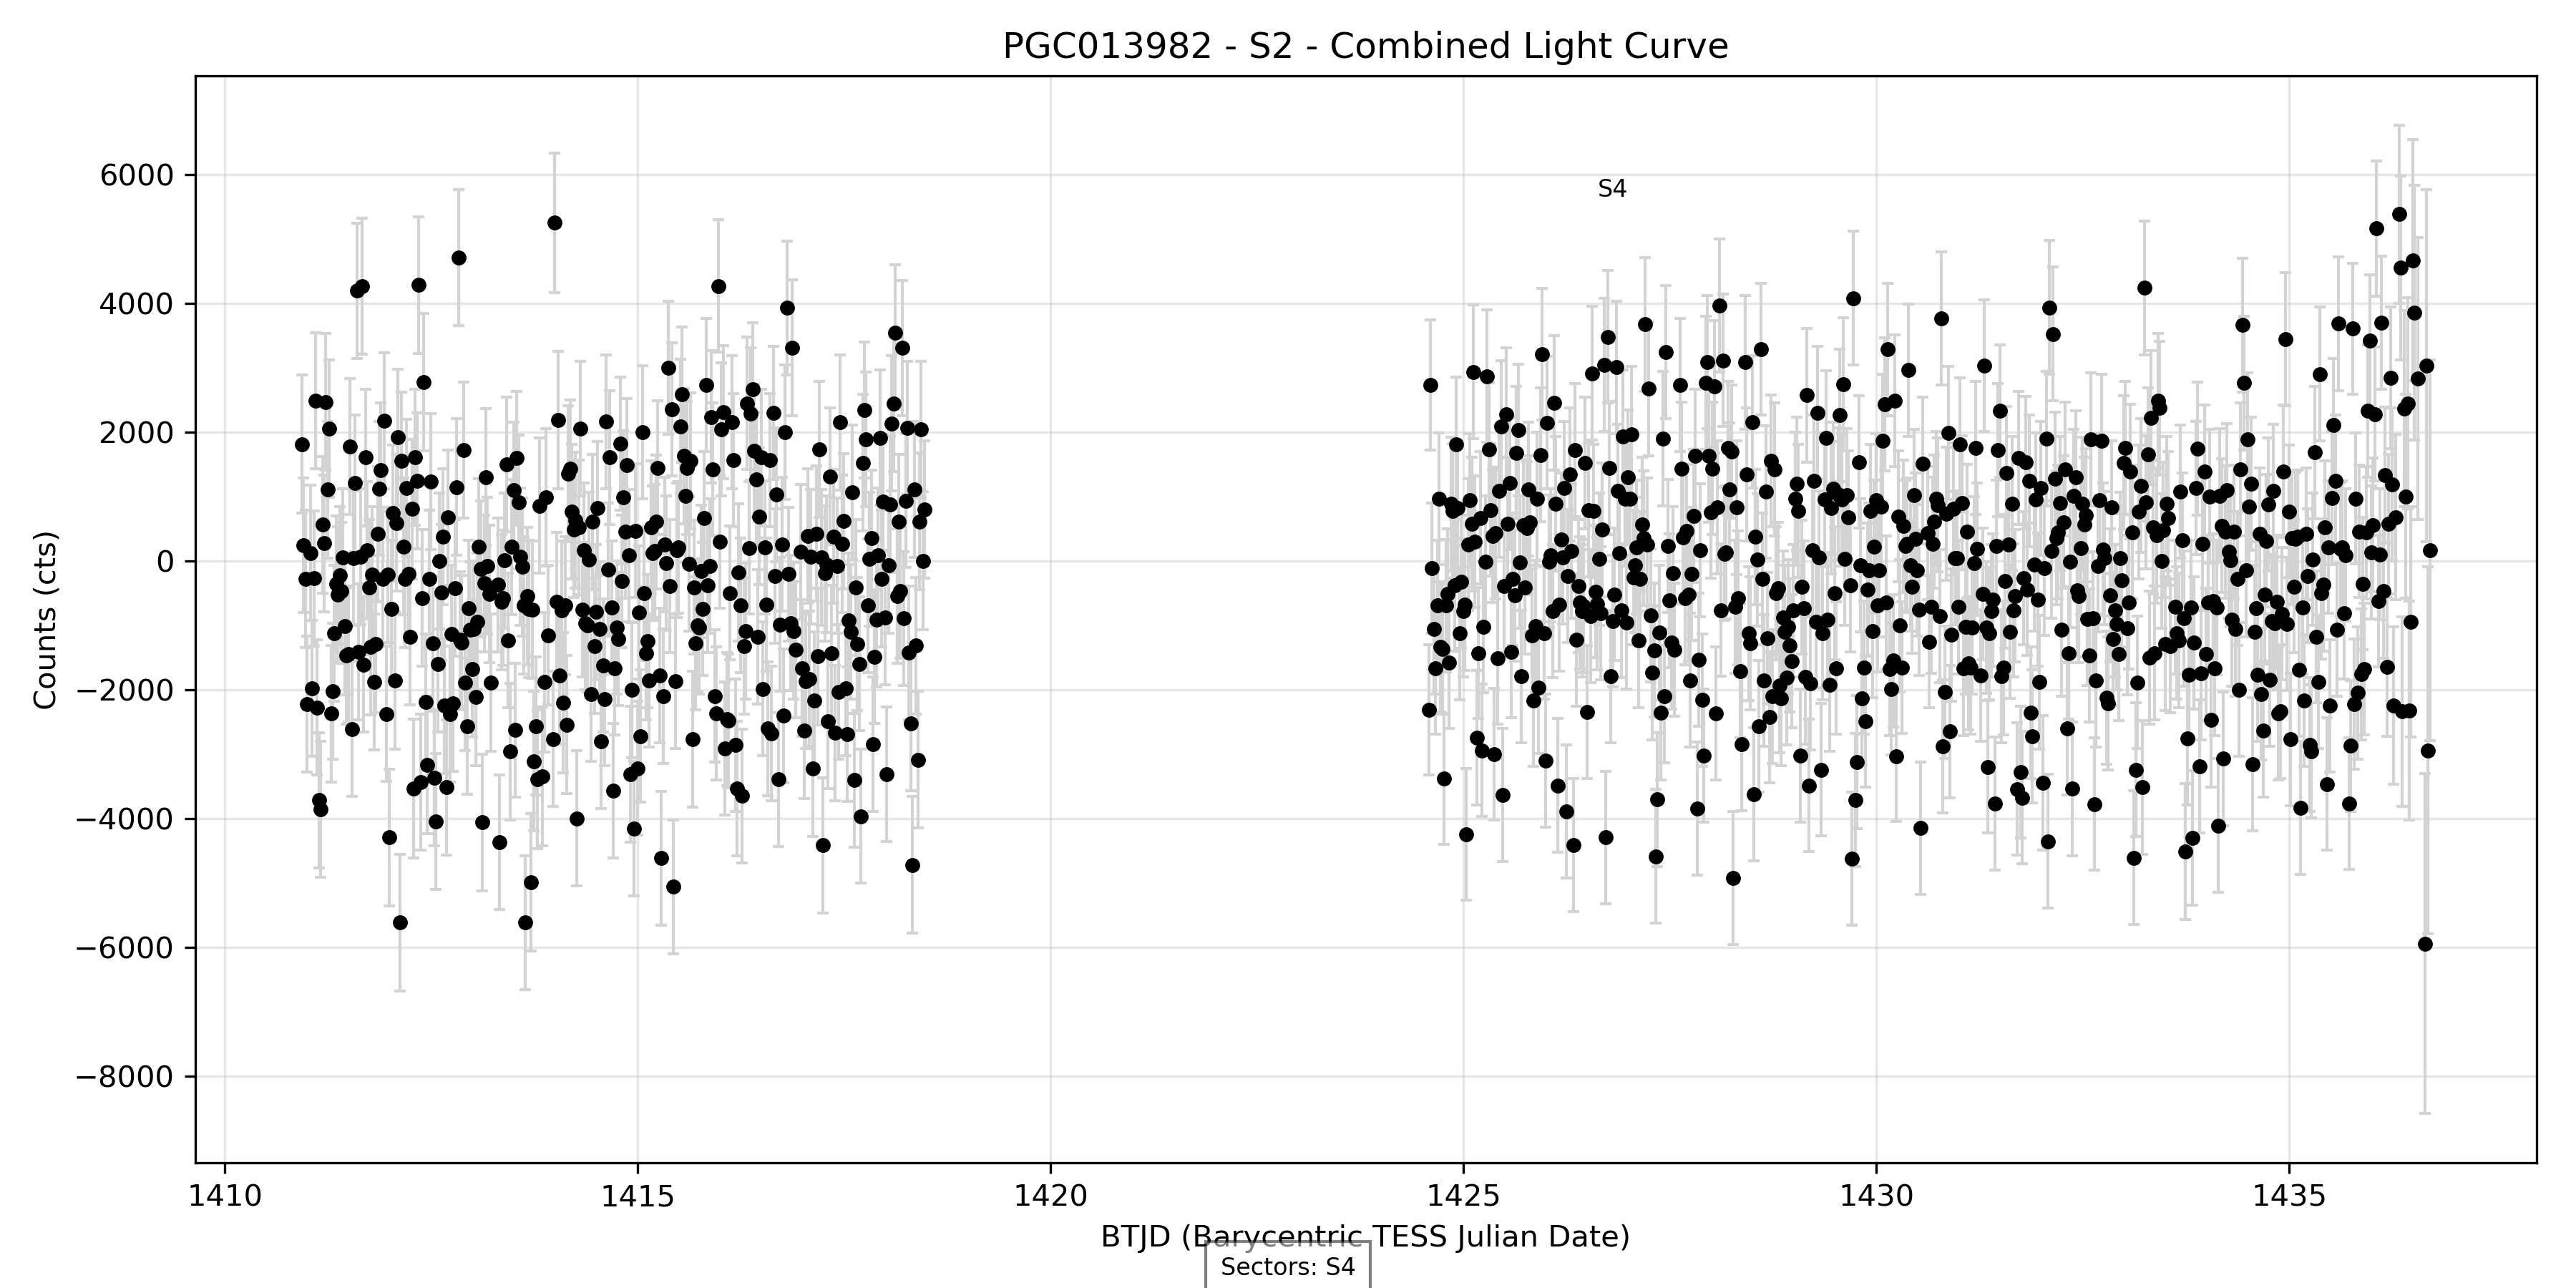 PGC013982 - S2 - Combined Light Curve
6000
4000
2000
0
−2000
−4000
−6000
−8000
Counts (cts)
S4
1410 1415 1420 1425 1430 1435
BTJD (Barycentric TESS Julian Date)
Sectors: S4